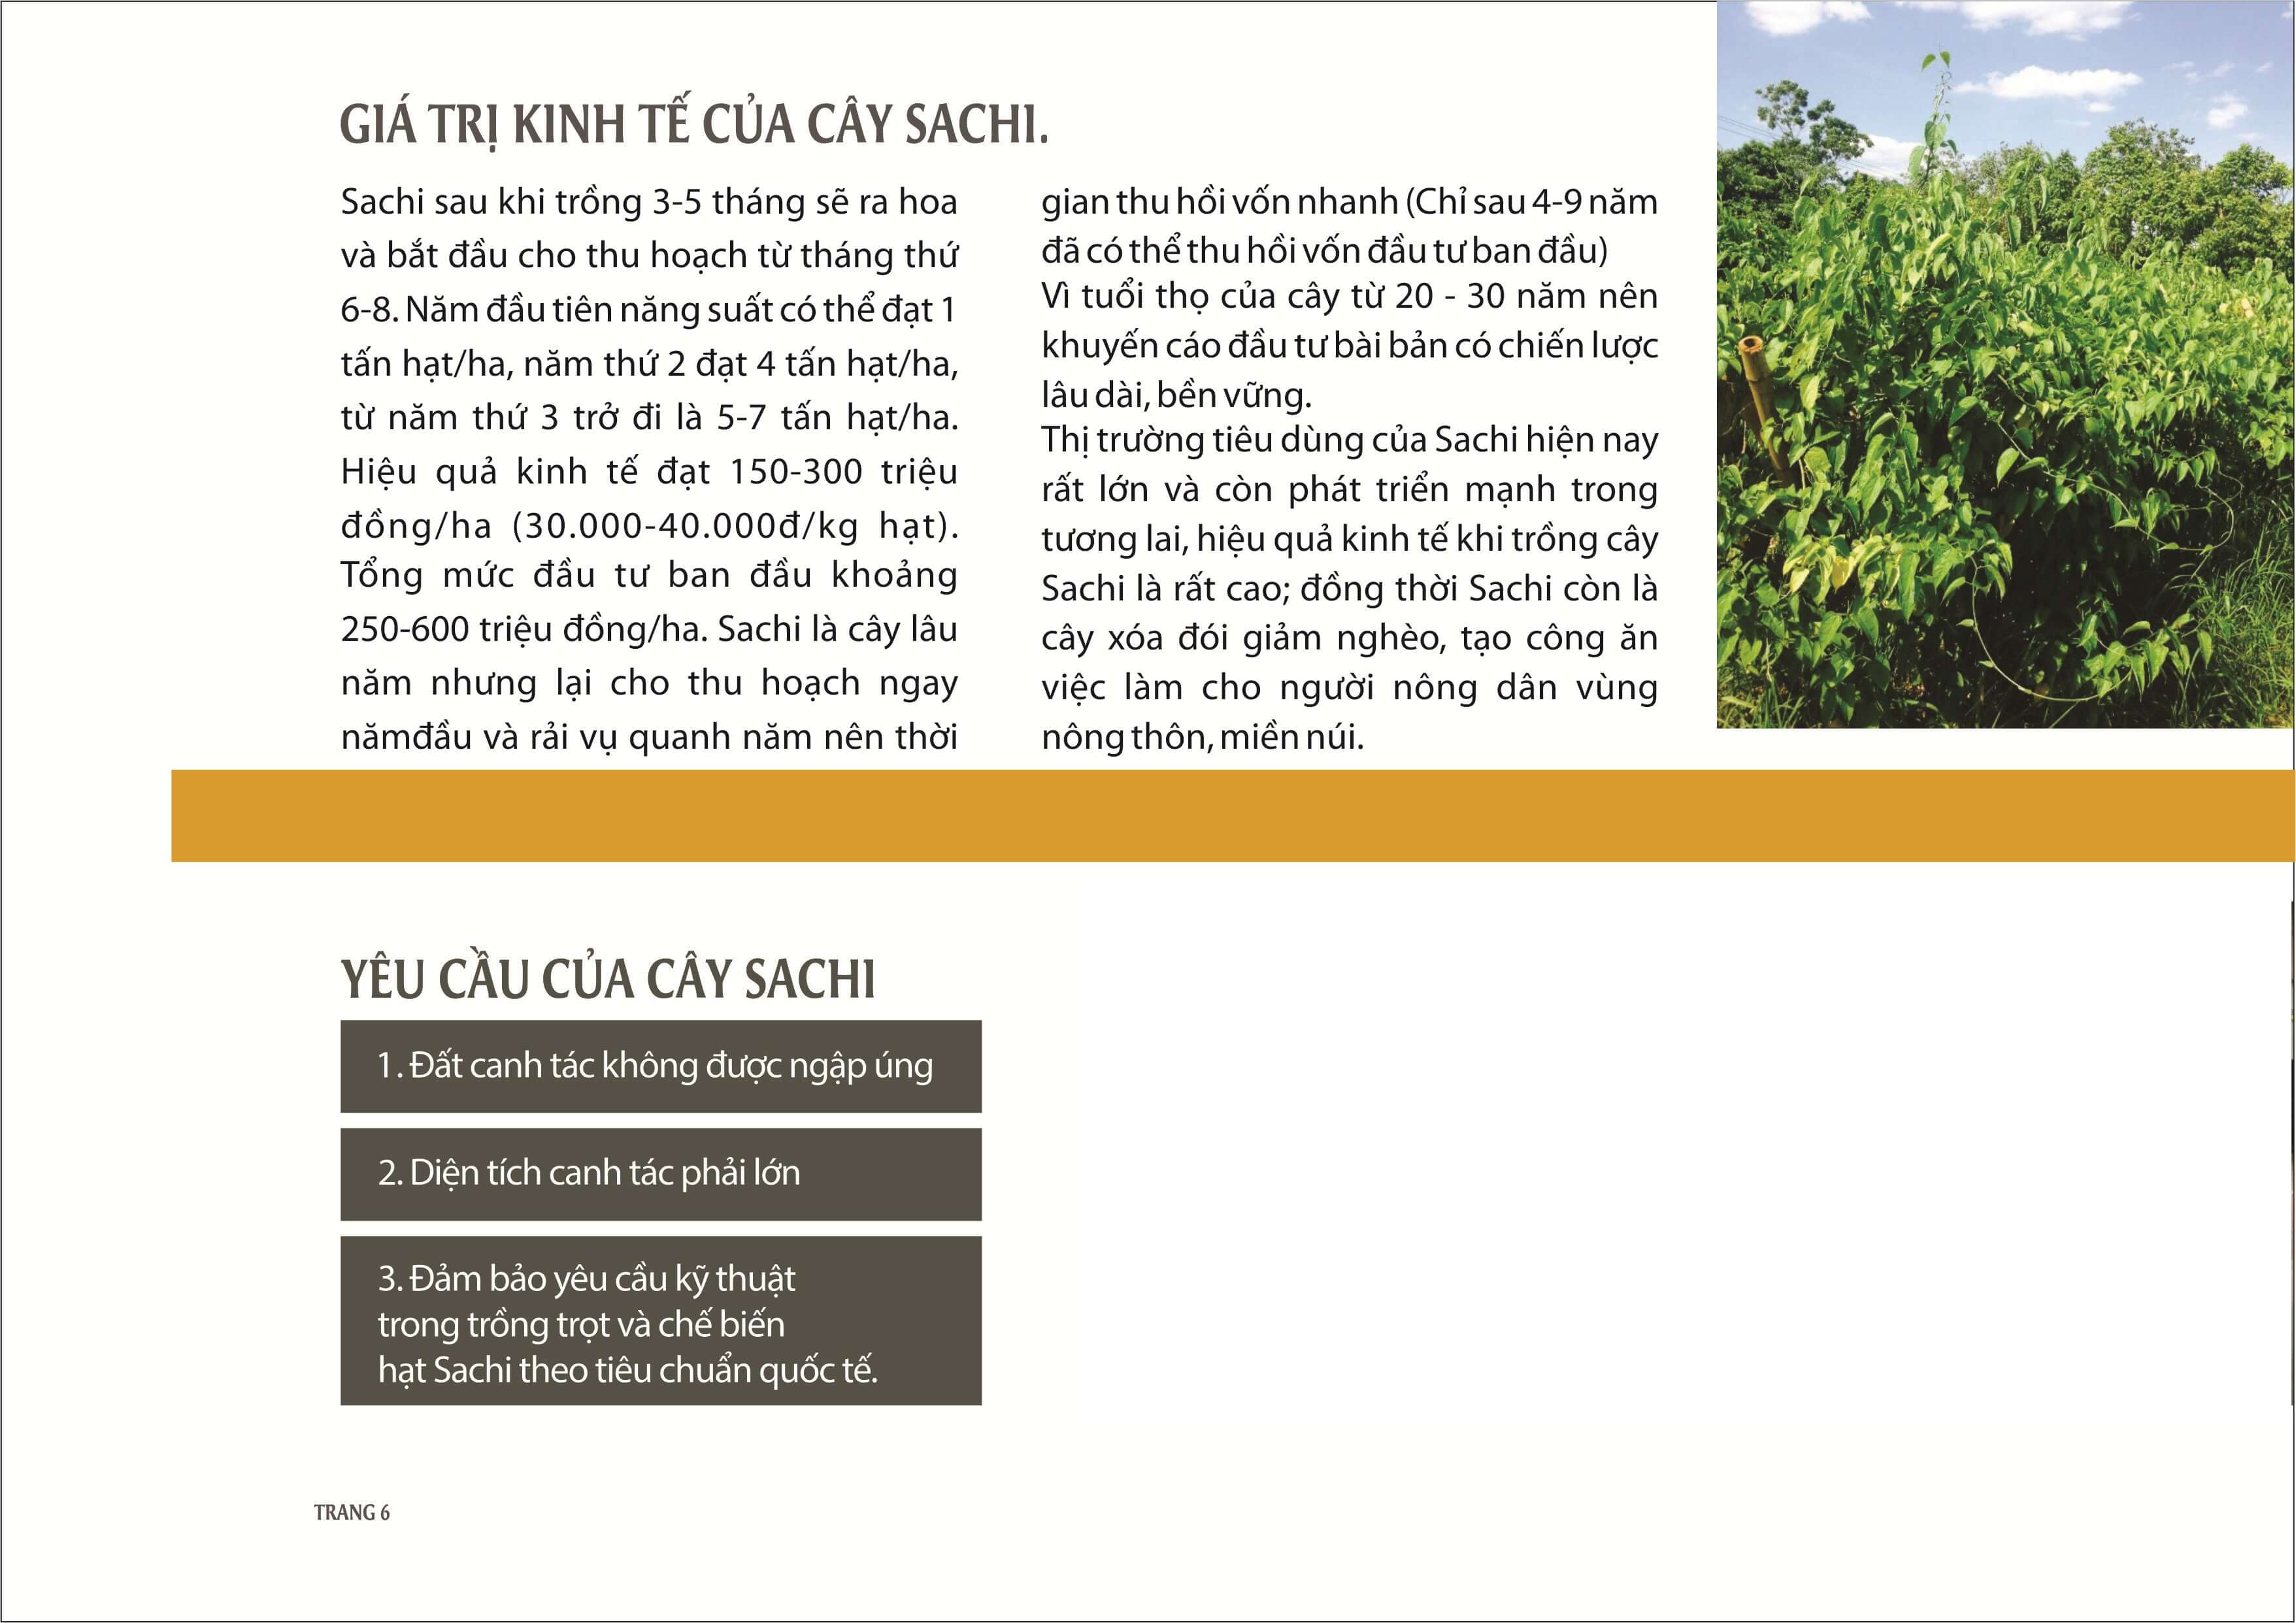 GIÁ TRỊ KINH TẾ CỦA CÂY SACHI.
Sachi sau khi trồng 3-5 tháng sẽ ra hoa
và bắt đầu cho thu hoạch từ tháng thứ
6-8. Năm đầu tiên năng suất có thể đạt 1
tấn hạt/ha, năm thứ 2 đạt 4 tấn hạt/ha,
từ năm thứ 3 trở đi là 5-7 tấn hạt/ha.
Hiệu quả kinh tế đạt 150-300 triệu
đồng/ha (30.000-40.000đ/kg hạt).
Tổng mức đầu tư ban đầu khoảng
250-600 triệu đồng/ha. Sachi là cây lâu
năm nhưng lại cho thu hoạch ngay
nămđầu và rải vụ quanh năm nên thời
gian thu hồi vốn nhanh (Chỉ sau 4-9 năm
đã có thể thu hồi vốn đầu tư ban đầu)
Vì tuổi thọ của cây từ 20 - 30 năm nên
khuyến cáo đầu tư bài bản có chiến lược
lâu dài, bền vững.
Thị trường tiêu dùng của Sachi hiện nay
rất lớn và còn phát triển mạnh trong
tương lai, hiệu quả kinh tế khi trồng cây
Sachi là rất cao; đồng thời Sachi còn là
cây xóa đói giảm nghèo, tạo công ăn
việc làm cho người nông dân vùng
nông thôn, miền núi.
YÊU CẦU CỦA CÂY SACHI
1. Đất canh tác không được ngập úng
2. Diện tích canh tác phải lớn
3. Đảm bảo yêu cầu kỹ thuật
trong trồng trọt và chế biến
hạt Sachi theo tiêu chuẩn quốc tế.
TRANG 6